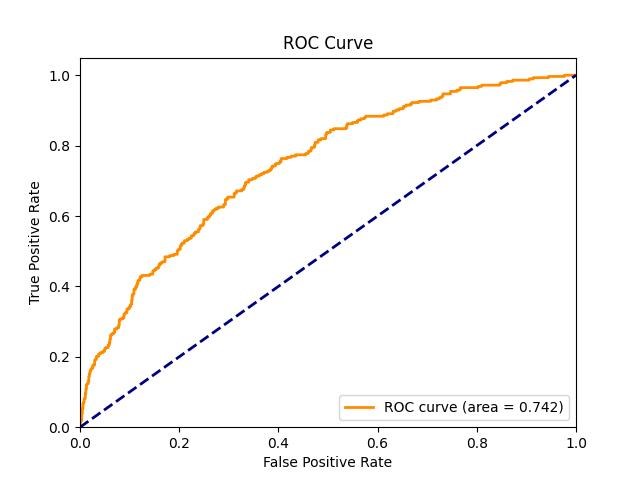 ROC Curve
True Positive Rate
1.0
0.8
0.6
0.4
0.2
0.0
0.0 0.2 0.4 0.6 0.8 1.0
False Positive Rate
ROC curve (area = 0.742)